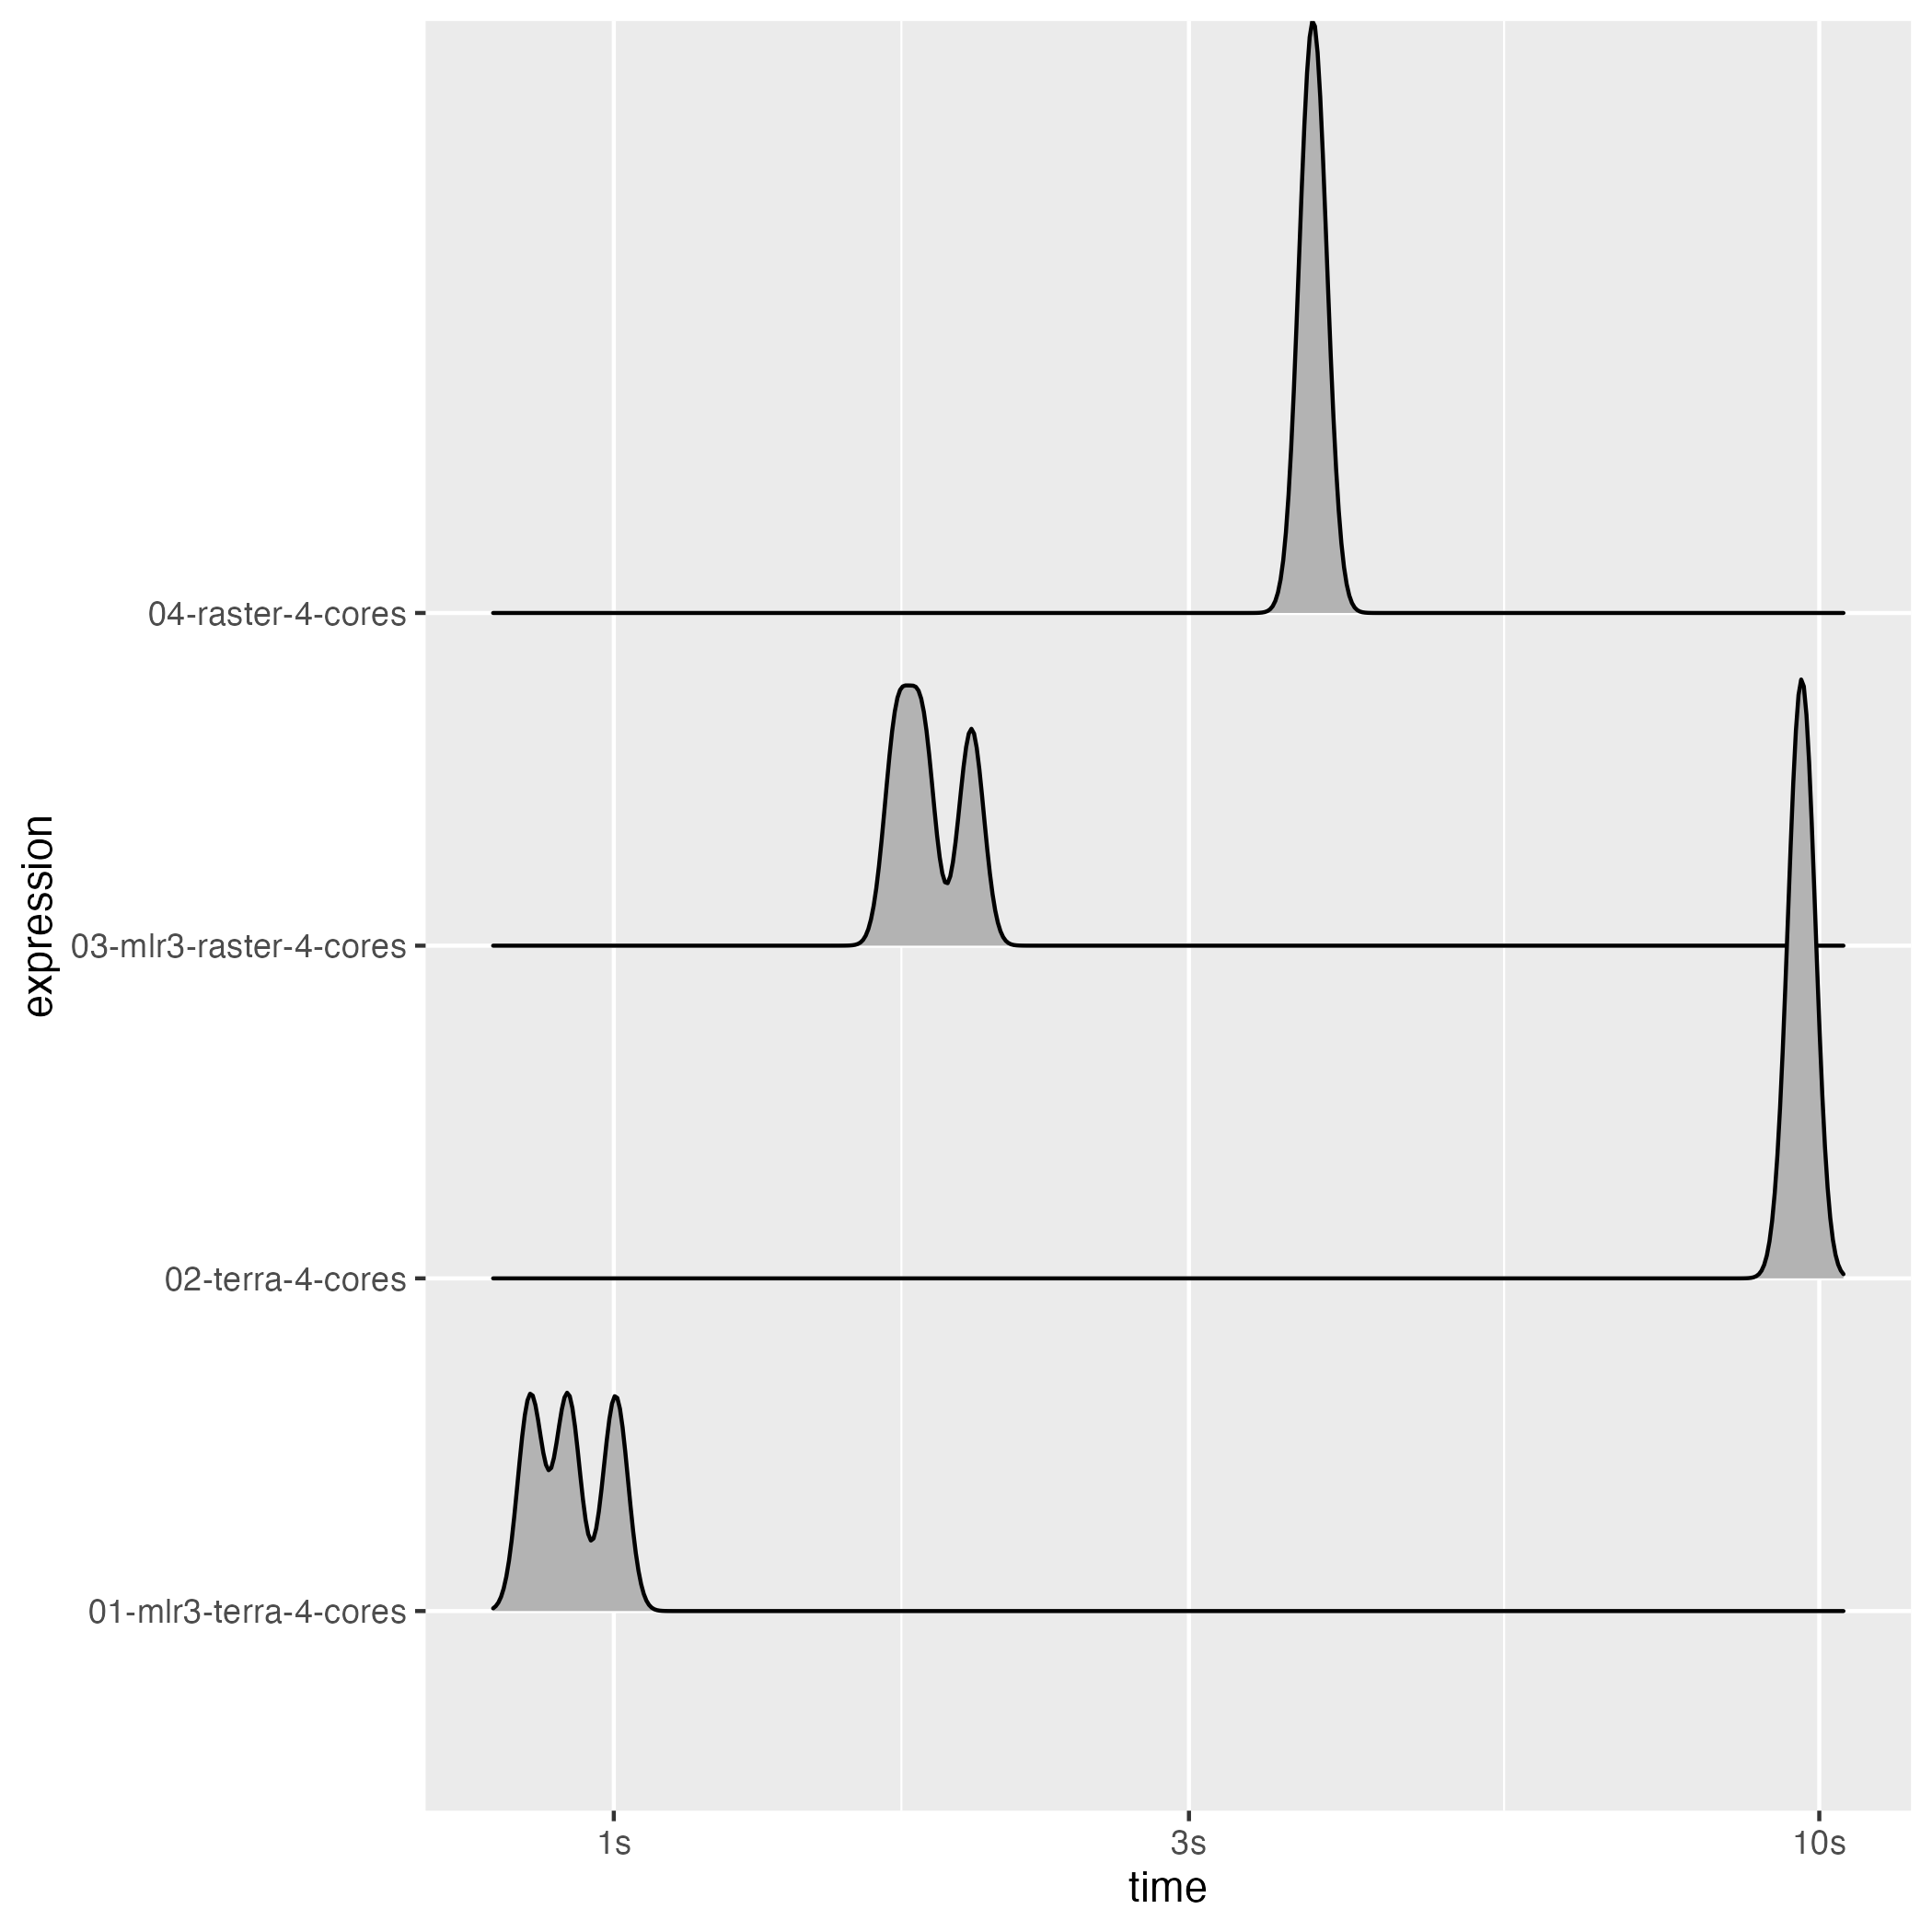 expression
04-raster-4-cores
03-mlr3-raster-4-cores
02-terra-4-cores
01-mlr3-terra-4-cores
1s 3s 10s
time